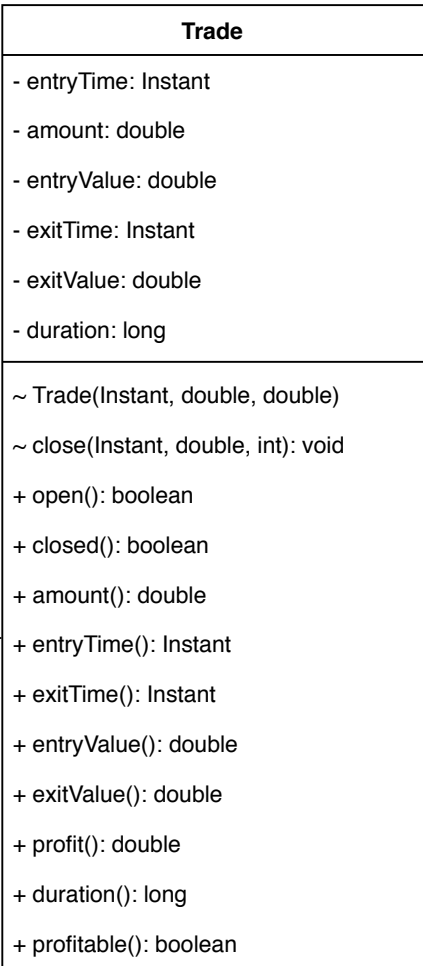 Trade
- entryTime: Instant
- amount: double
- entryValue: double
- exitTime: Instant
- exitValue: double
- duration: long
~ Trade(Instant, double, double)
~ close(Instant, double, int): void
+ open(): boolean
+ closed(): boolean
+ amount(): double
+ entryTime(): Instant
+ exitTime(): Instant
+ entryValue(): double
+ exitValue(): double
+ profit(): double
+ duration(): long
+ profitable(): boolean